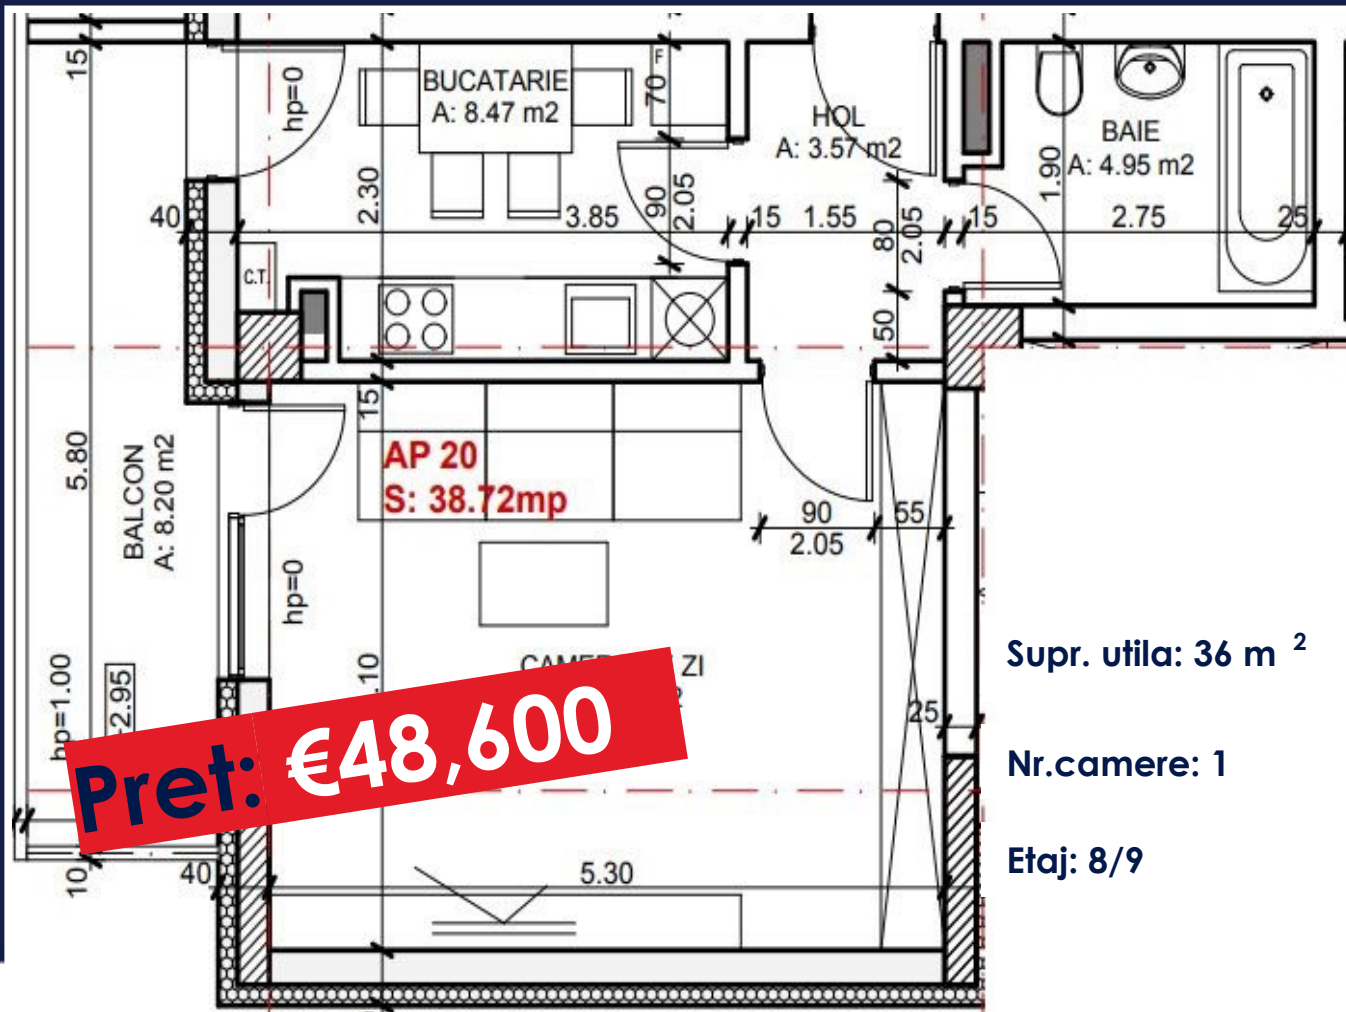 15
hp=0
BUCATARIE
A: 8.47 m2
F
70
HOL
A: 3.57 m2
BAIE
A: 4.95 m2
1.90
2.30
90
2.05
40
3.85
15
1.55
80
2.05
15
2.75
25
C.T.
50
15
AP 20
S: 38.72mp
5.80
BALCON
A: 8.20 m2
90
2.05
55
hp=0
hp=1.00
-2.95
.10
ZI
25
Pret: €48,600
10
40
5.30
Supr. utila: 36 m 2
Nr.camere: 1
Etaj: 8/9